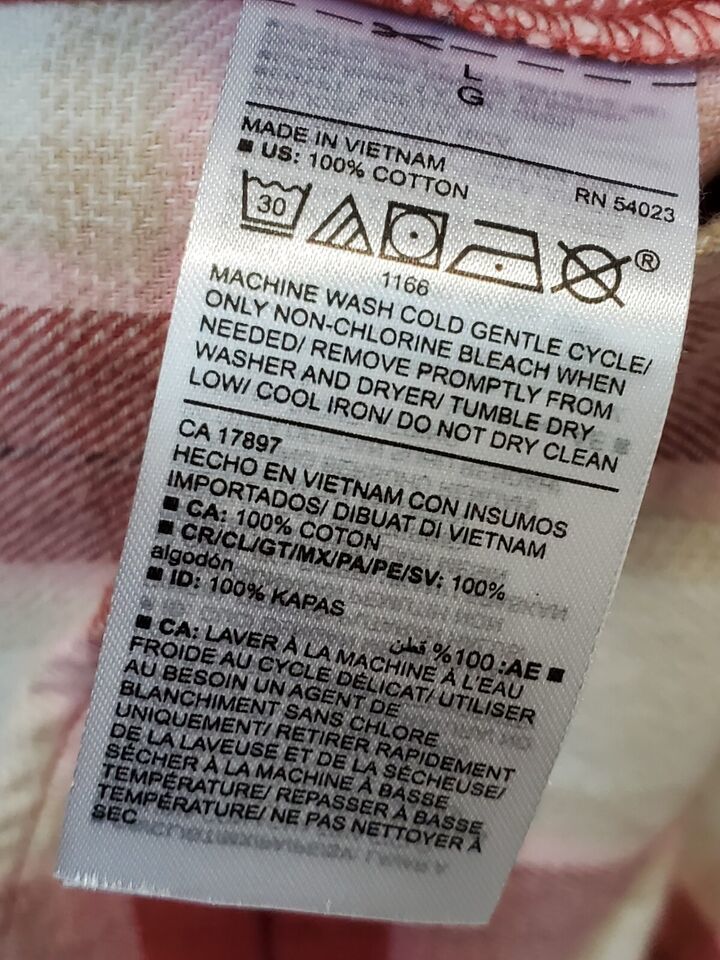 L
G
MADE IN VIETNAM
■ US: 100% COTTON
RN 54023
30
®
1166
MACHINE WASH COLD GENTLE CYCLE/
ONLY NON-CHLORINE BLEACH WHEN
NEEDED/ REMOVE PROMPTLY FROM
WASHER AND DRYER/ TUMBLE DRY
LOW/ COOL IRON/ DO NOT DRY CLEAN
CA 17897
HECHO EN VIETNAM CON INSUMOS
IMPORTADOS/ DIBUAT DI VIETNAM
■ CA: 100% COTON
■ CR/CL/GT/MX/PA/PE/SV: 100%
algodón
■ ID: 100% KAPAS
■ AE: 100% قطن
■ CA: LAVER À LA MACHINE À L'EAU
FROIDE AU CYCLE DÉLICAT/ UTILISER
AU BESOIN UN AGENT DE
BLANCHIMENT SANS CHLORE
UNIQUEMENT/ RETIRER RAPIDEMENT
DE LA LAVEUSE ET DE LA SÉCHEUSE/
SÉCHER À LA MACHINE À BASSE
TEMPÉRATURE/ REPASSER À BASSE
TEMPÉRATURE/ NE PAS NETTOYER À
SEC